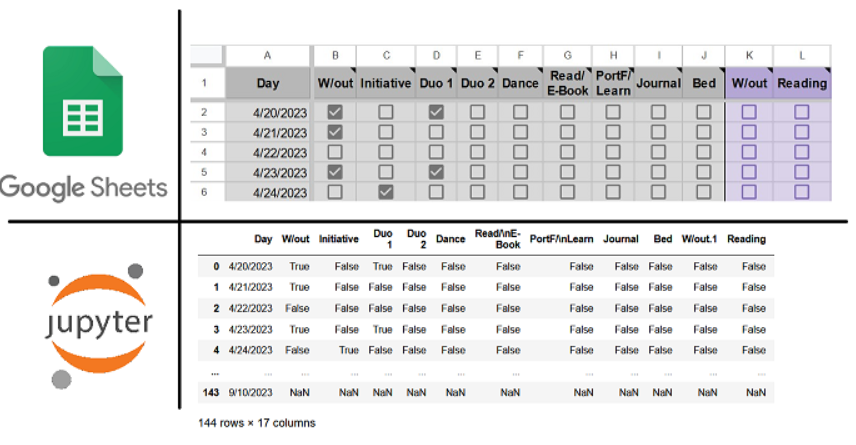 Google Sheets
A B C D E F G H I J K L
1 Day W/out Initiative Duo 1 Duo 2 Dance Read/ E-Book PortF/ Learn Journal Bed W/out Reading
2 4/20/2023
3 4/21/2023
4 4/22/2023
5 4/23/2023
6 4/24/2023
jupyter
Day W/out Initiative Duo 1 Duo 2 Dance Read/\nE-Book PortF/\nLearn Journal Bed W/out.1 Reading
0 4/20/2023 True False True False False False False False False False False
1 4/21/2023 True False False False False False False False False False False
2 4/22/2023 False False False False False False False False False False False
3 4/23/2023 True False True False False False False False False False False
4 4/24/2023 False True False False False False False False False False False
... ... ... ... ... ... ... ... ... ... ... ... ...
143 9/10/2023 NaN NaN NaN NaN NaN NaN NaN NaN NaN NaN NaN
144 rows × 17 columns